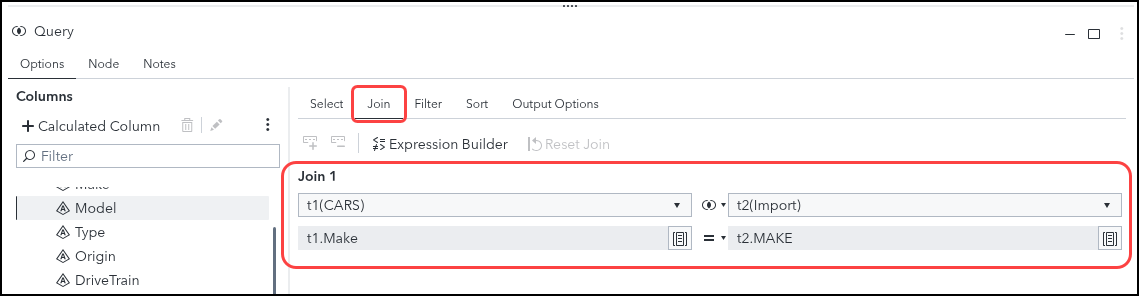 Query
Options Node Notes
Columns
+ Calculated Column
Filter
Make
Model
Type
Origin
DriveTrain
Select Join Filter Sort Output Options
Expression Builder Reset Join
Join 1
t1(CARS) t2(Import)
t1.Make = t2.MAKE